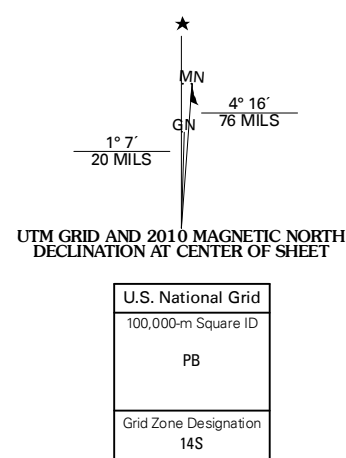 ★
MN
4° 16´
76 MILS
GN
1° 7´
20 MILS
UTM GRID AND 2010 MAGNETIC NORTH
DECLINATION AT CENTER OF SHEET
U.S. National Grid
100,000-m Square ID
PB
Grid Zone Designation
14S